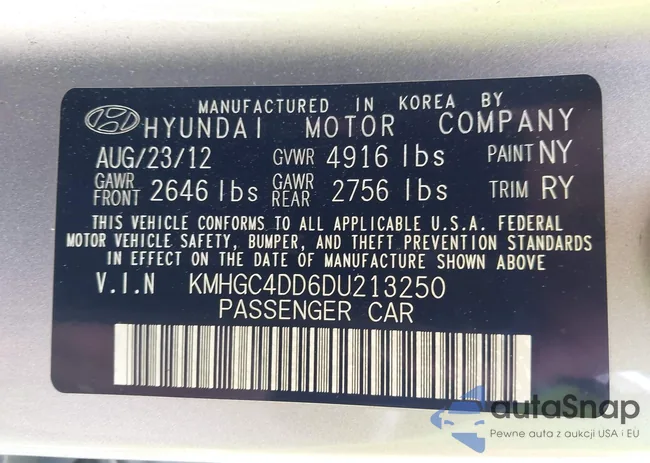 MANUFACTURED IN KOREA BY
HYUNDAI MOTOR COMPANY
AUG/23/12 GVWR 4916 lbs PAINT NY
GAWR FRONT 2646 lbs GAWR REAR 2756 lbs TRIM RY
THIS VEHICLE CONFORMS TO ALL APPLICABLE U.S.A. FEDERAL
MOTOR VEHICLE SAFETY, BUMPER, AND THEFT PREVENTION STANDARDS
IN EFFECT ON THE DATE OF MANUFACTURE SHOWN ABOVE
V.I.N KMHGC4DD6DU213250
PASSENGER CAR
autaSnap
Pewne auta z aukcji USA i EU